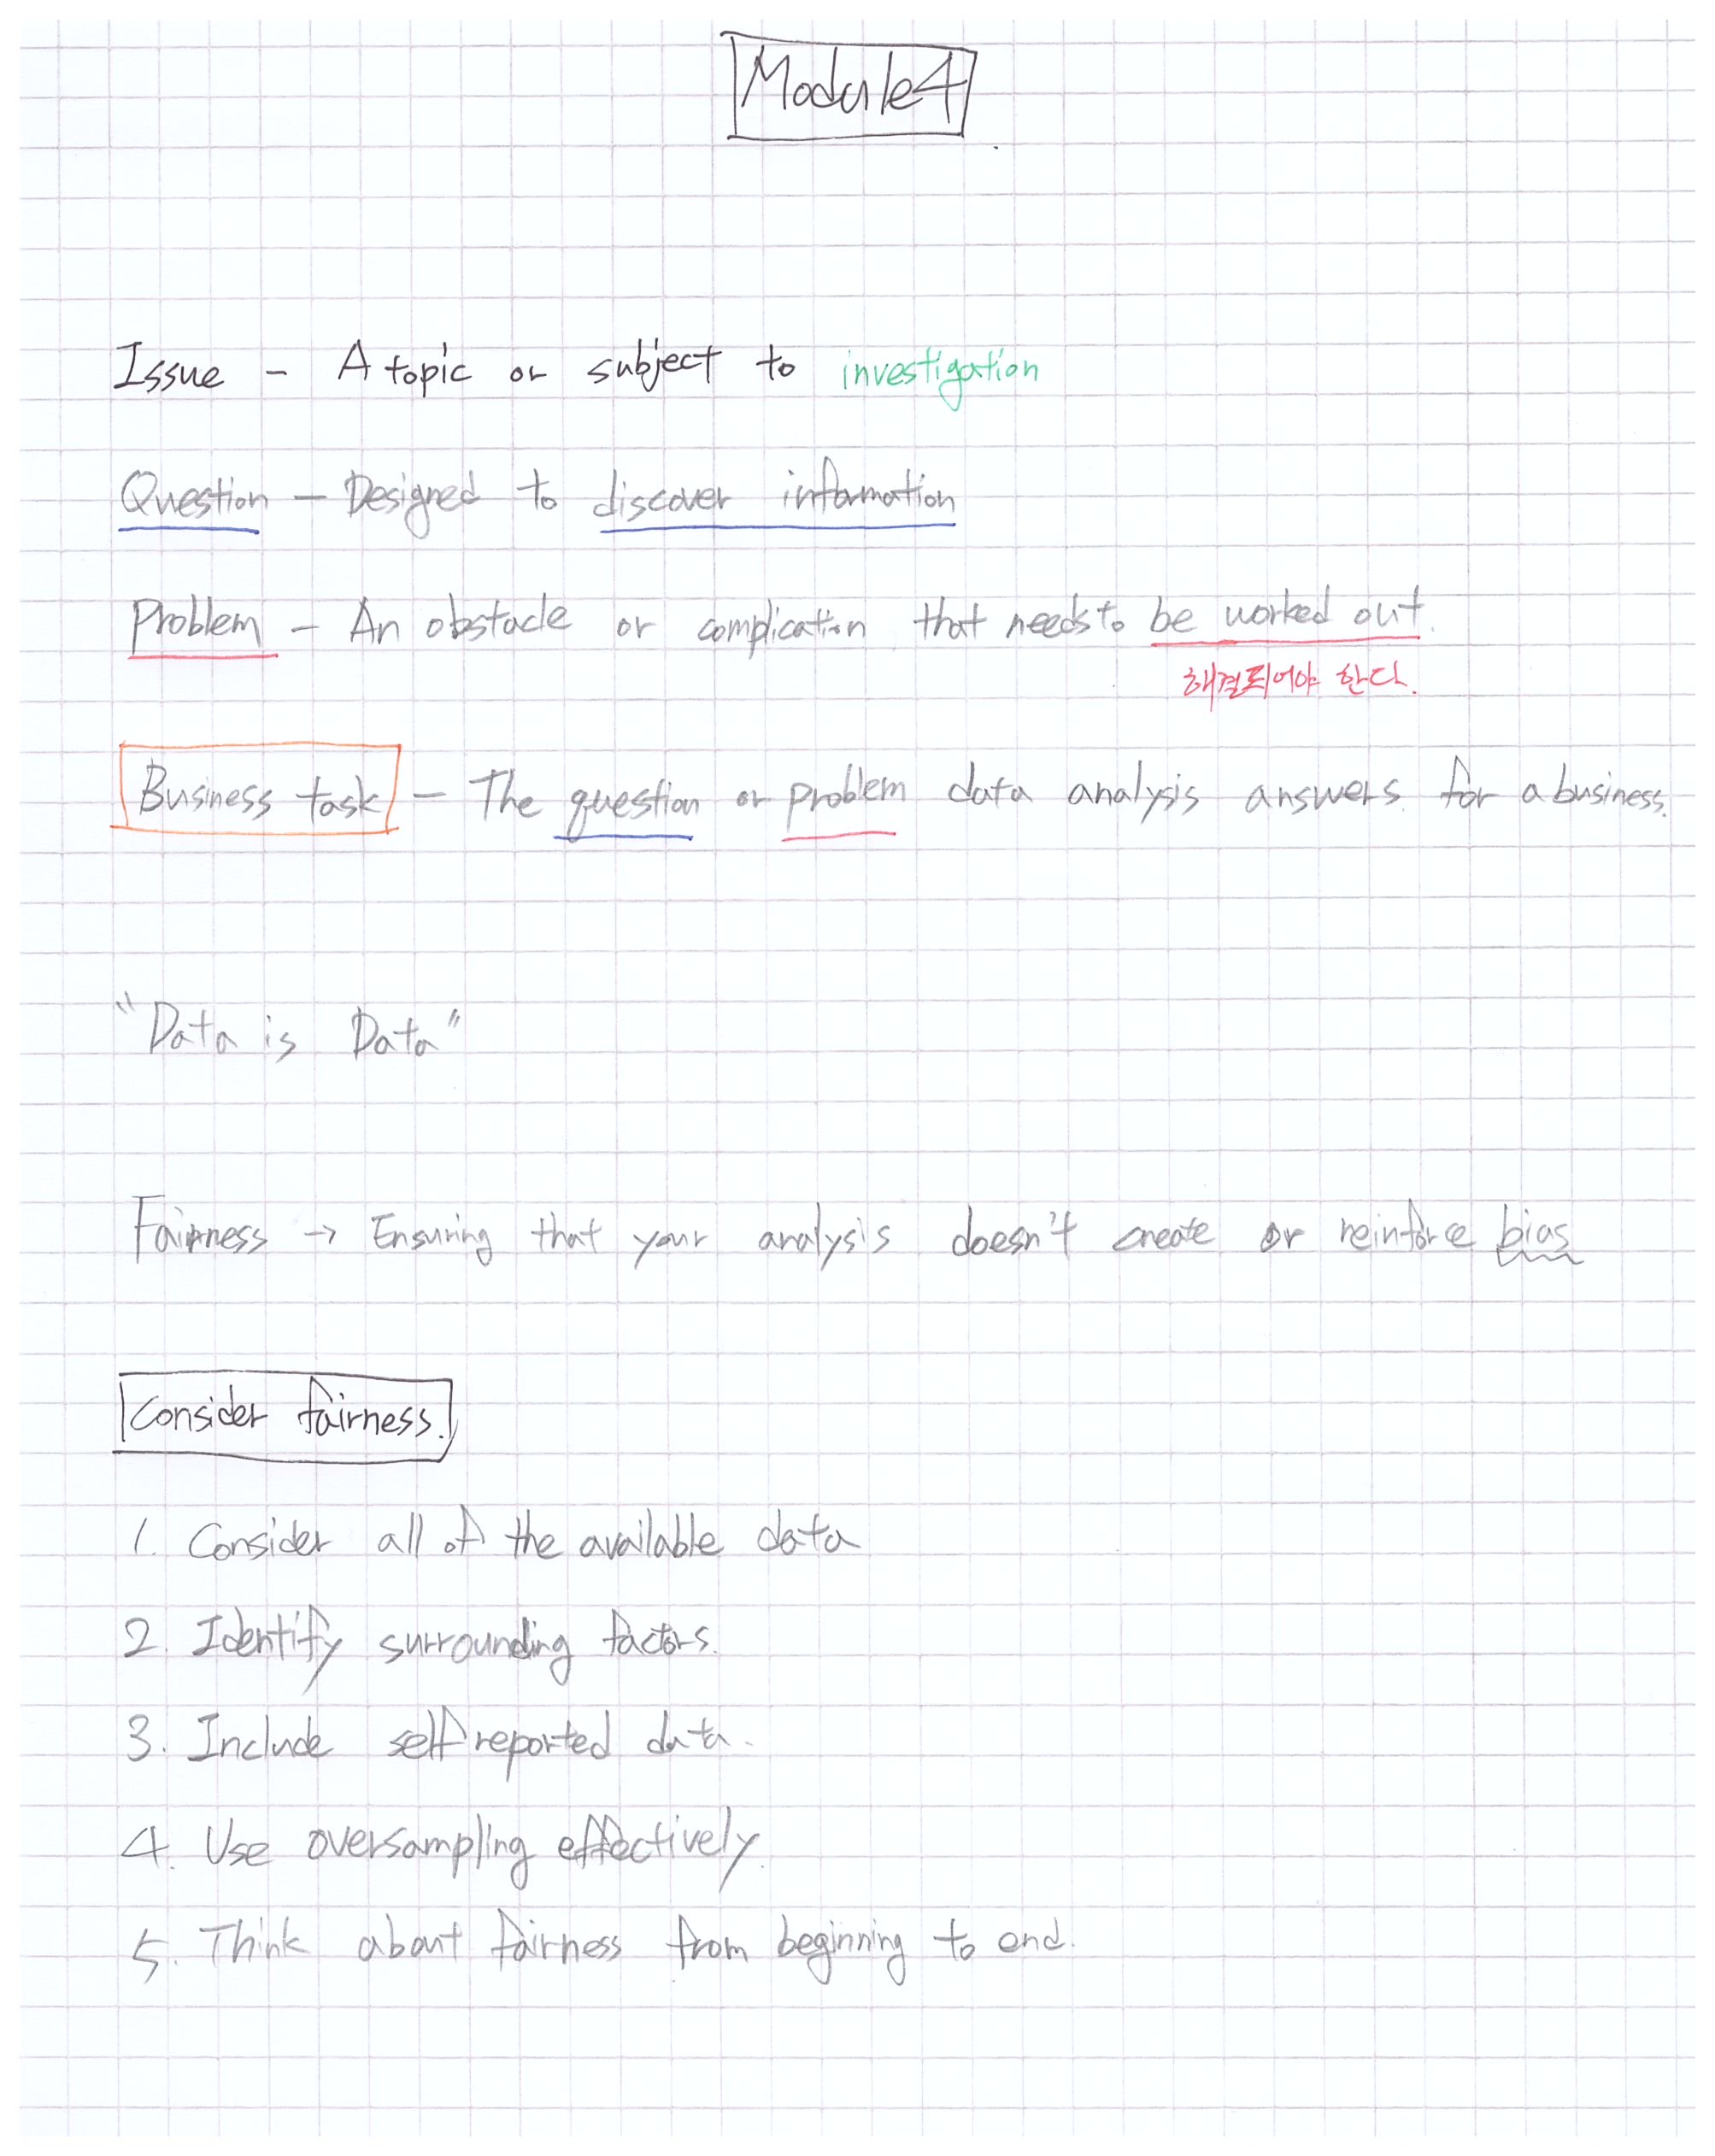 Module4
Issue - A topic or subject to investigation
Question - Designed to discover information
Problem - An obstacle or complication that needs to be worked out.
해결되어야 한다.
Business task - The question or problem data analysis answers for a business.
"Data is Data"
Fairness → Ensuring that your analysis doesn't create or reinforce bias
Consider fairness.
1. Consider all of the available data
2. Identify surrounding factors.
3. Include self reported data.
4. Use oversampling effectively.
5. Think about fairness from beginning to end.